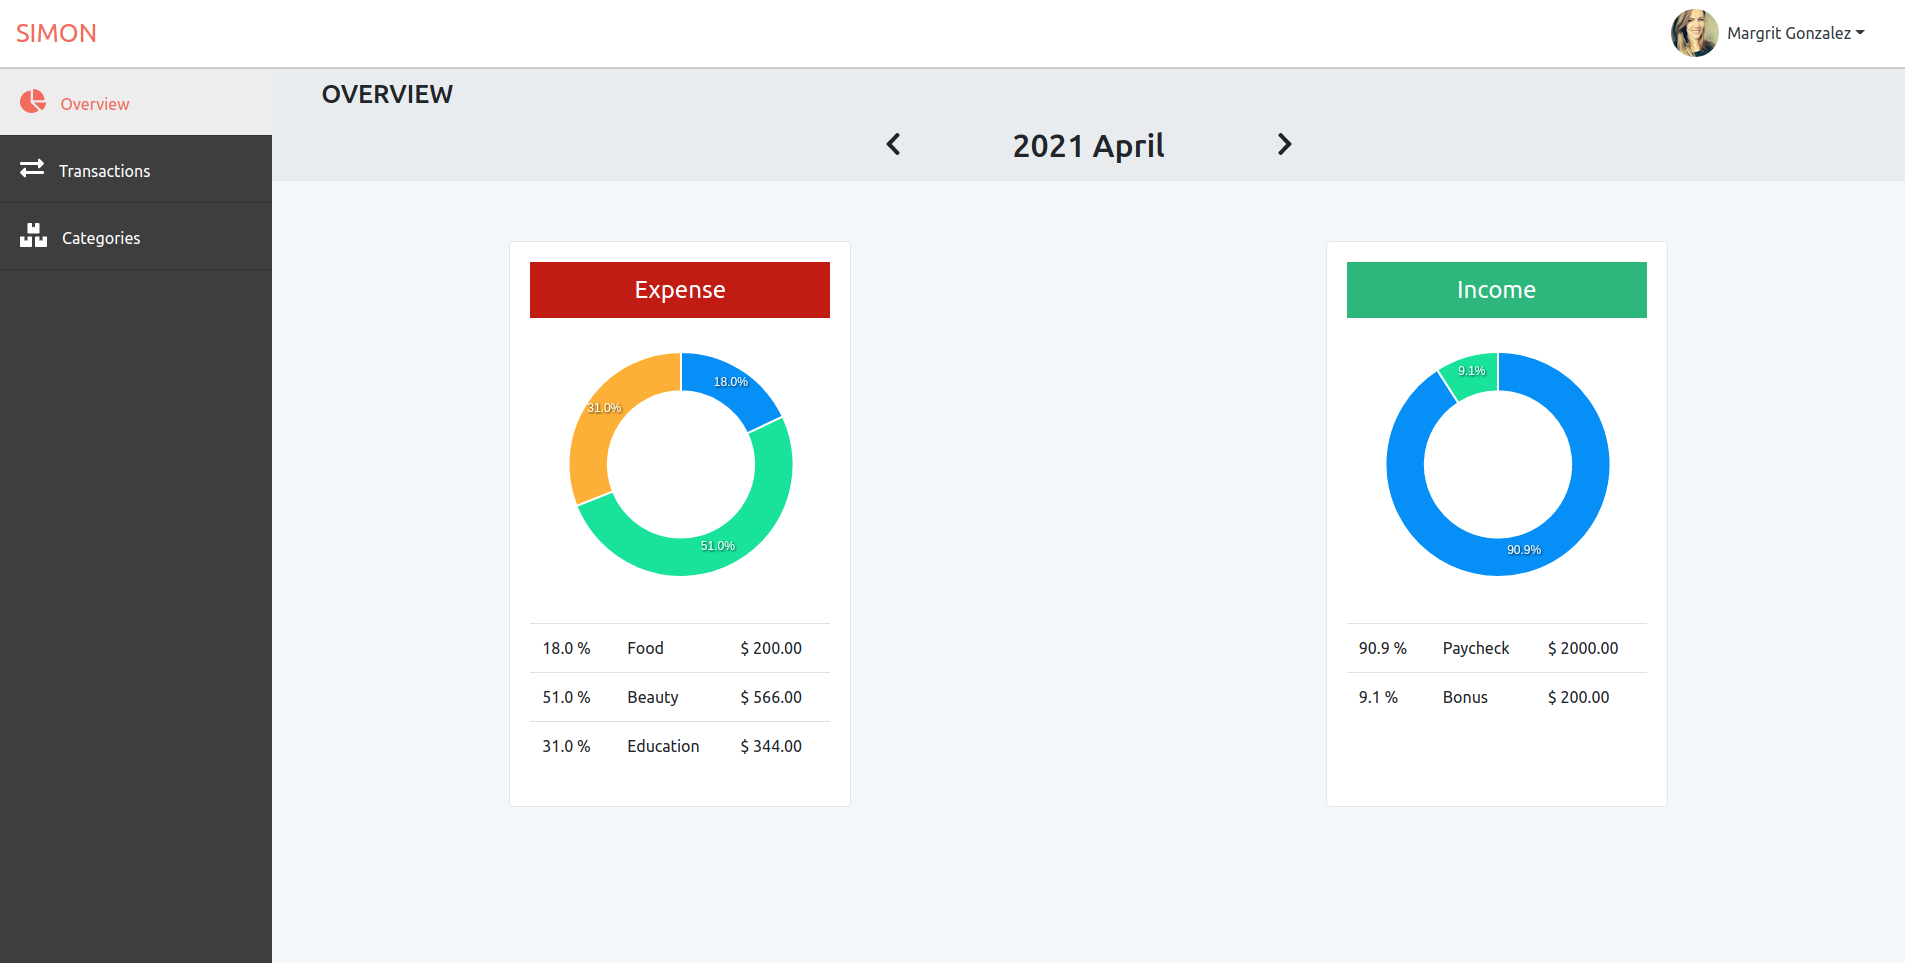 SIMON
Margrit Gonzalez
Overview
Transactions
Categories
OVERVIEW
2021 April
Expense
18.0%
31.0%
51.0%
18.0 % Food $ 200.00
51.0 % Beauty $ 566.00
31.0 % Education $ 344.00
Income
9.1%
90.9%
90.9 % Paycheck $ 2000.00
9.1 % Bonus $ 200.00